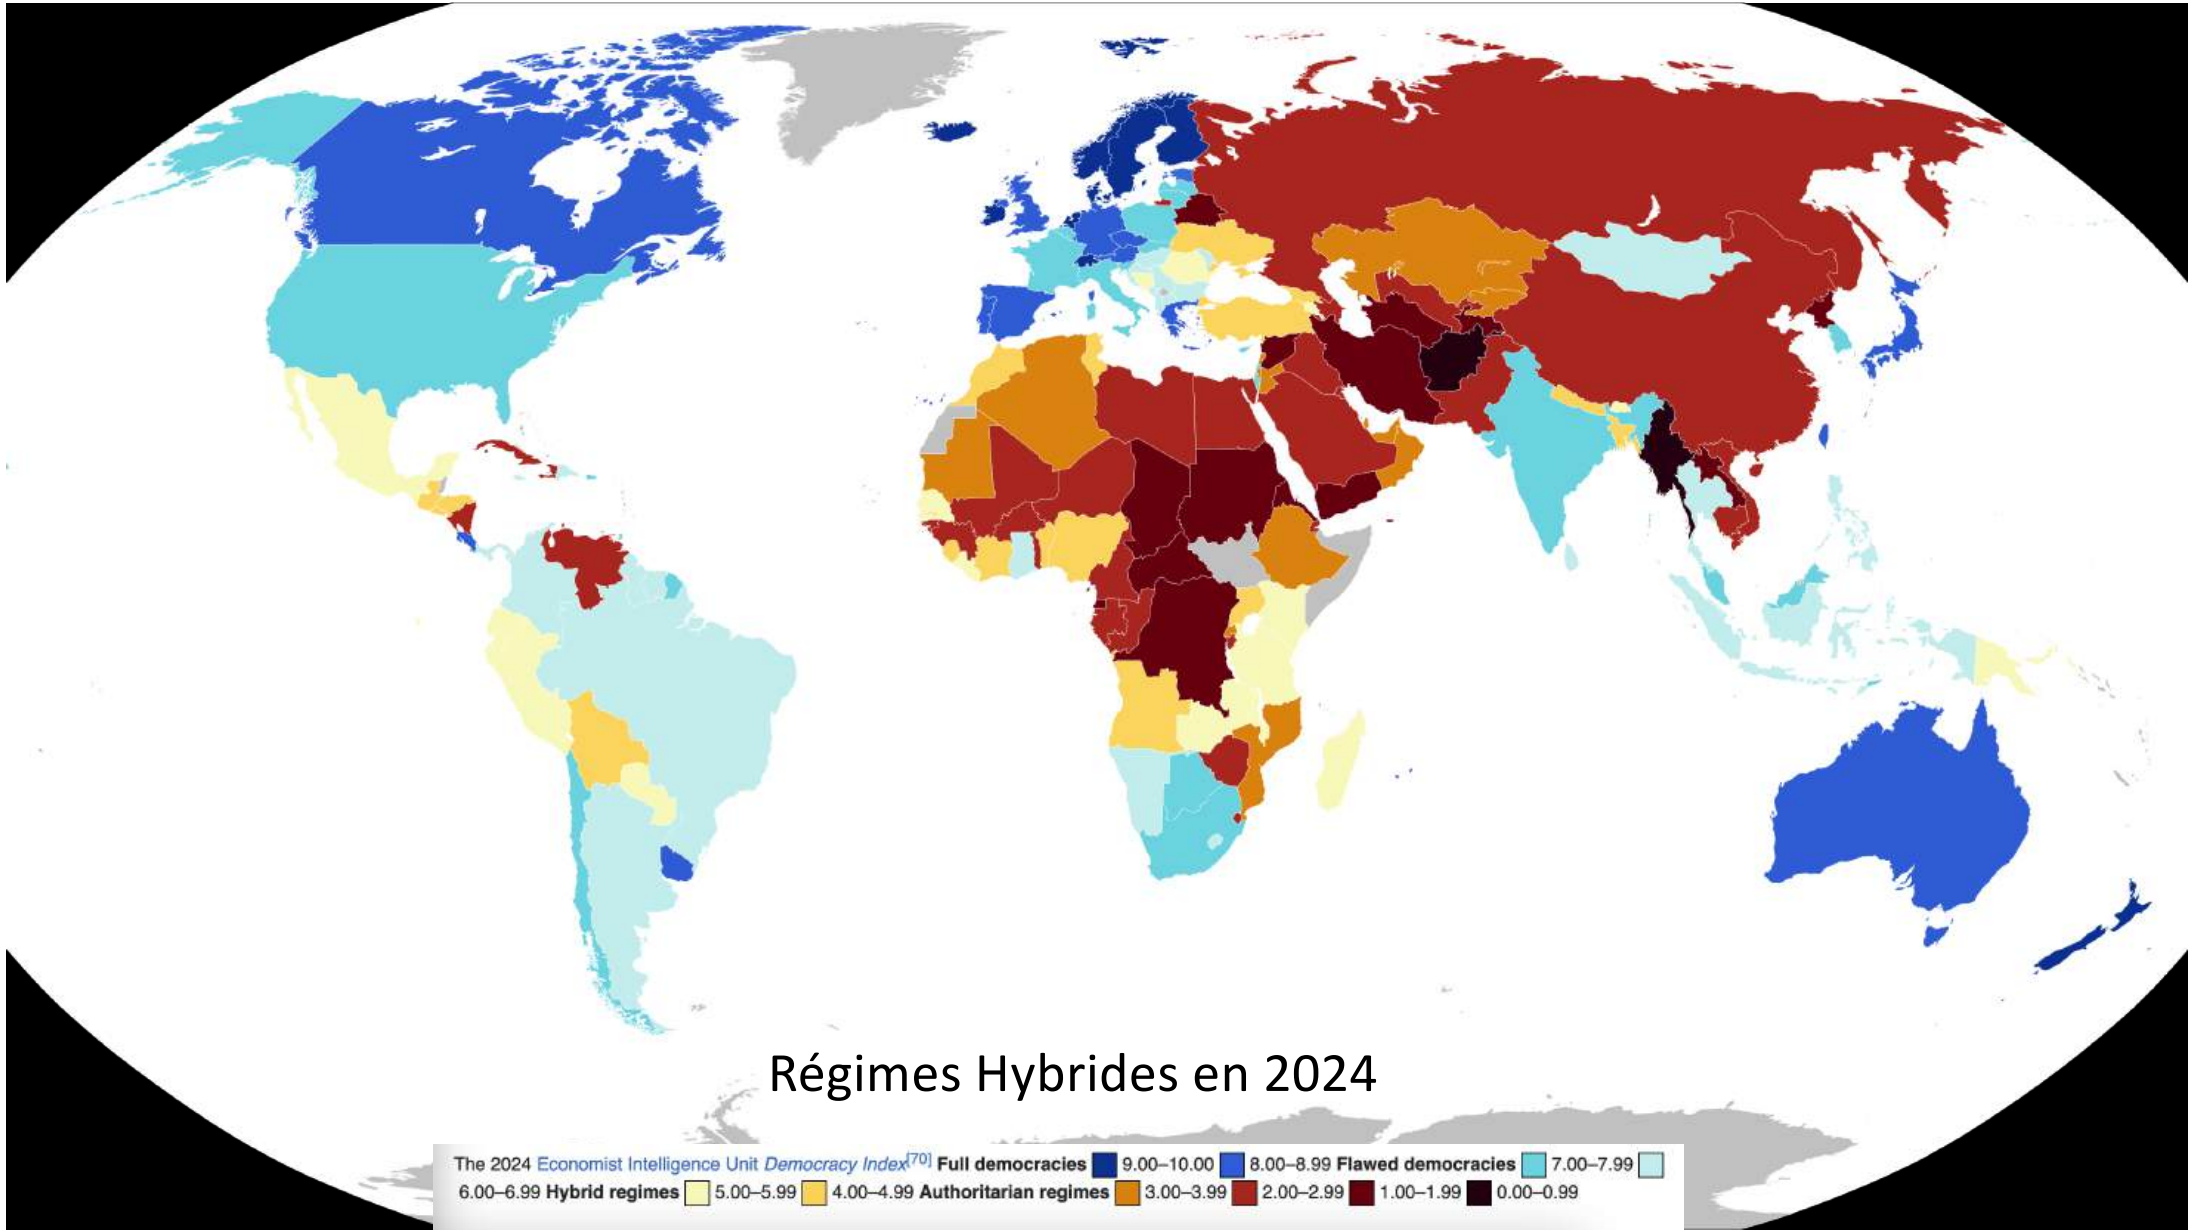 Régimes Hybrides en 2024
The 2024 Economist Intelligence Unit Democracy Index[70] Full democracies 9.00–10.00 8.00–8.99 Flawed democracies 7.00–7.99
6.00–6.99 Hybrid regimes 5.00–5.99 4.00–4.99 Authoritarian regimes 3.00–3.99 2.00–2.99 1.00–1.99 0.00–0.99